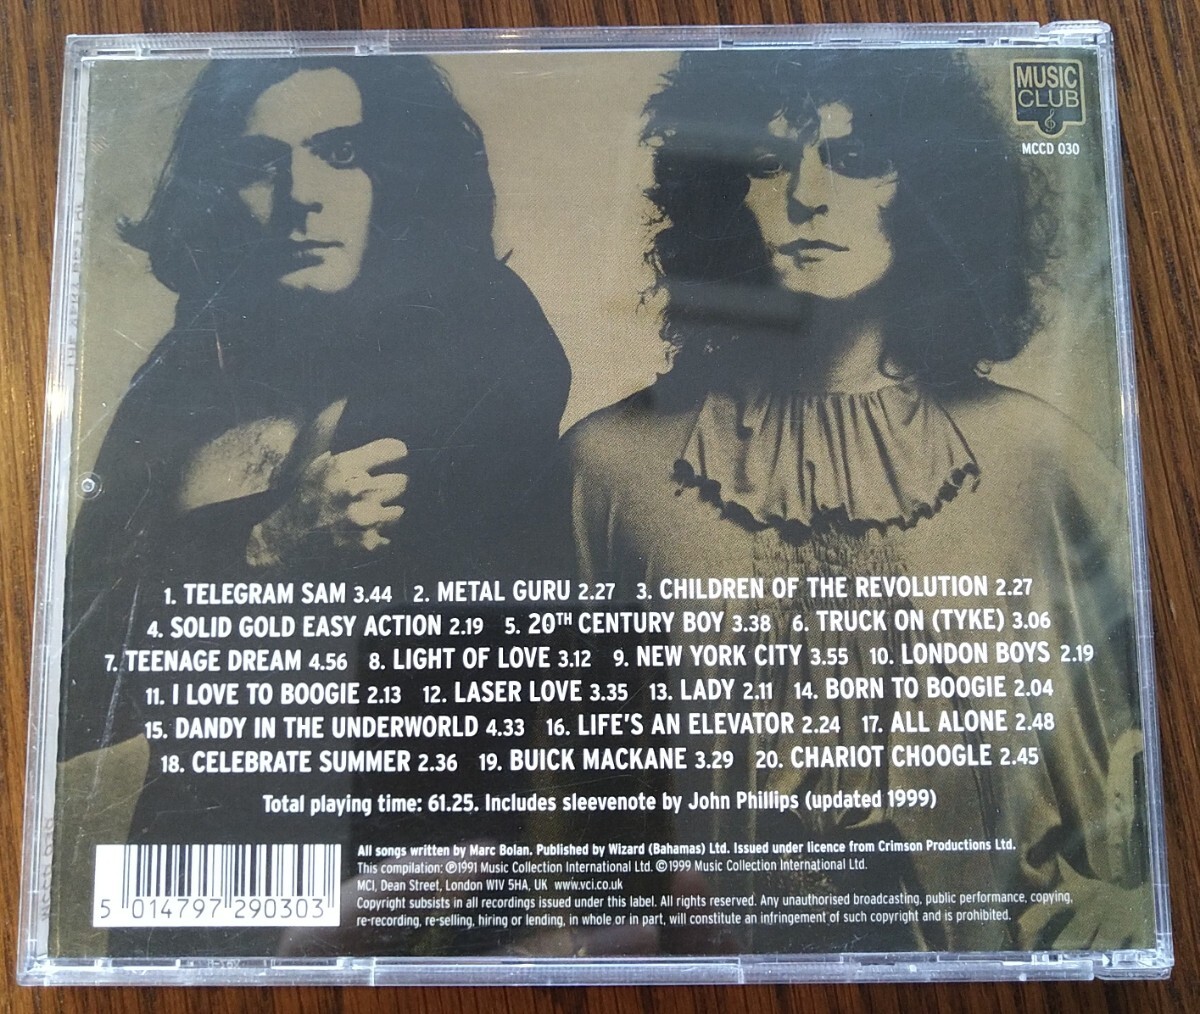 MUSIC
CLUB
MCCD 030
1. TELEGRAM SAM 3.44 2. METAL GURU 2.27 3. CHILDREN OF THE REVOLUTION 2.27
4. SOLID GOLD EASY ACTION 2.19 5. 20TH CENTURY BOY 3.38 6. TRUCK ON (TYKE) 3.06
7. TEENAGE DREAM 4.56 8. LIGHT OF LOVE 3.12 9. NEW YORK CITY 3.55 10. LONDON BOYS 2.19
11. I LOVE TO BOOGIE 2.13 12. LASER LOVE 3.35 13. LADY 2.11 14. BORN TO BOOGIE 2.04
15. DANDY IN THE UNDERWORLD 4.33 16. LIFE'S AN ELEVATOR 2.24 17. ALL ALONE 2.48
18. CELEBRATE SUMMER 2.36 19. BUICK MACKANE 3.29 20. CHARIOT CHOOGLE 2.45
Total playing time: 61.25. Includes sleevenote by John Phillips (updated 1999)
All songs written by Marc Bolan. Published by Wizard (Bahamas) Ltd. Issued under licence from Crimson Productions Ltd.
This compilation: ℗1991 Music Collection International Ltd. ©1999 Music Collection International Ltd.
MCI, Dean Street, London W1V 5HA, UK www.vci.co.uk
Copyright subsists in all recordings issued under this label. All rights reserved. Any unauthorised broadcasting, public performance, copying,
re-recording, re-selling, hiring or lending, in whole or in part, will constitute an infringement of such copyright and is prohibited.
5 014797 290303